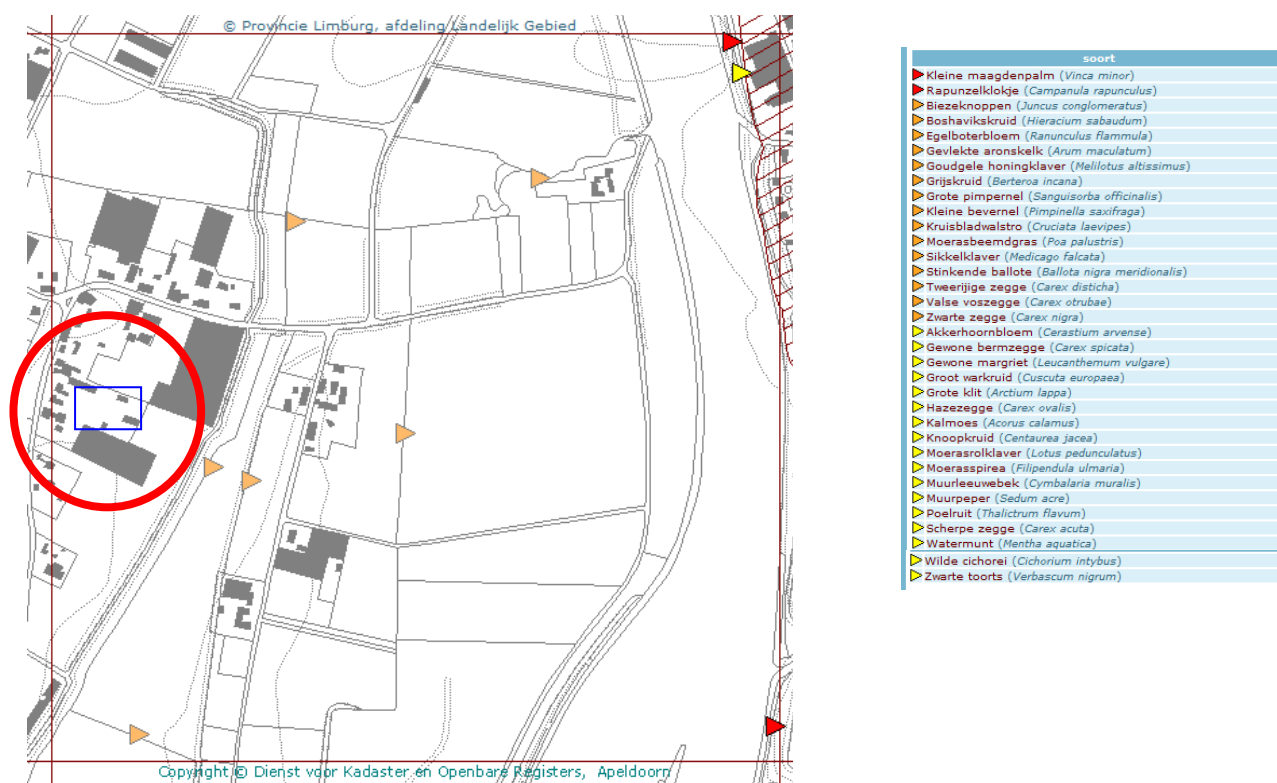 © Provincie Limburg, afdeling Landelijk Gebied
Copyright © Dienst voor Kadaster en Openbare Registers, Apeldoorn
soort
Kleine maagdenpalm (Vinca minor)
Rapunzelklokje (Campanula rapunculus)
Biezeknoppen (Juncus conglomeratus)
Boshavikskruid (Hieracium sabaudum)
Egelboterbloem (Ranunculus flammula)
Gevlekte aronskelk (Arum maculatum)
Goudgele honingklaver (Melilotus altissimus)
Grijskruid (Berteroa incana)
Grote pimpernel (Sanguisorba officinalis)
Kleine bevernel (Pimpinella saxifraga)
Kruisbladwalstro (Cruciata laevipes)
Moerasbeemdgras (Poa palustris)
Sikkelklaver (Medicago falcata)
Stinkende ballote (Ballota nigra meridionalis)
Tweerijige zegge (Carex disticha)
Valse voszegge (Carex otrubae)
Zwarte zegge (Carex nigra)
Akkerhoornbloem (Cerastium arvense)
Gewone bermzegge (Carex spicata)
Gewone margriet (Leucanthemum vulgare)
Groot warkruid (Cuscuta europaea)
Grote klit (Arctium lappa)
Hazezegge (Carex ovalis)
Kalmoes (Acorus calamus)
Knoopkruid (Centaurea jacea)
Moerasrolklaver (Lotus pedunculatus)
Moerasspirea (Filipendula ulmaria)
Muurleeuwebek (Cymbalaria muralis)
Muurpeper (Sedum acre)
Poelruit (Thalictrum flavum)
Scherpe zegge (Carex acuta)
Watermunt (Mentha aquatica)
Wilde cichorei (Cichorium intybus)
Zwarte toorts (Verbascum nigrum)